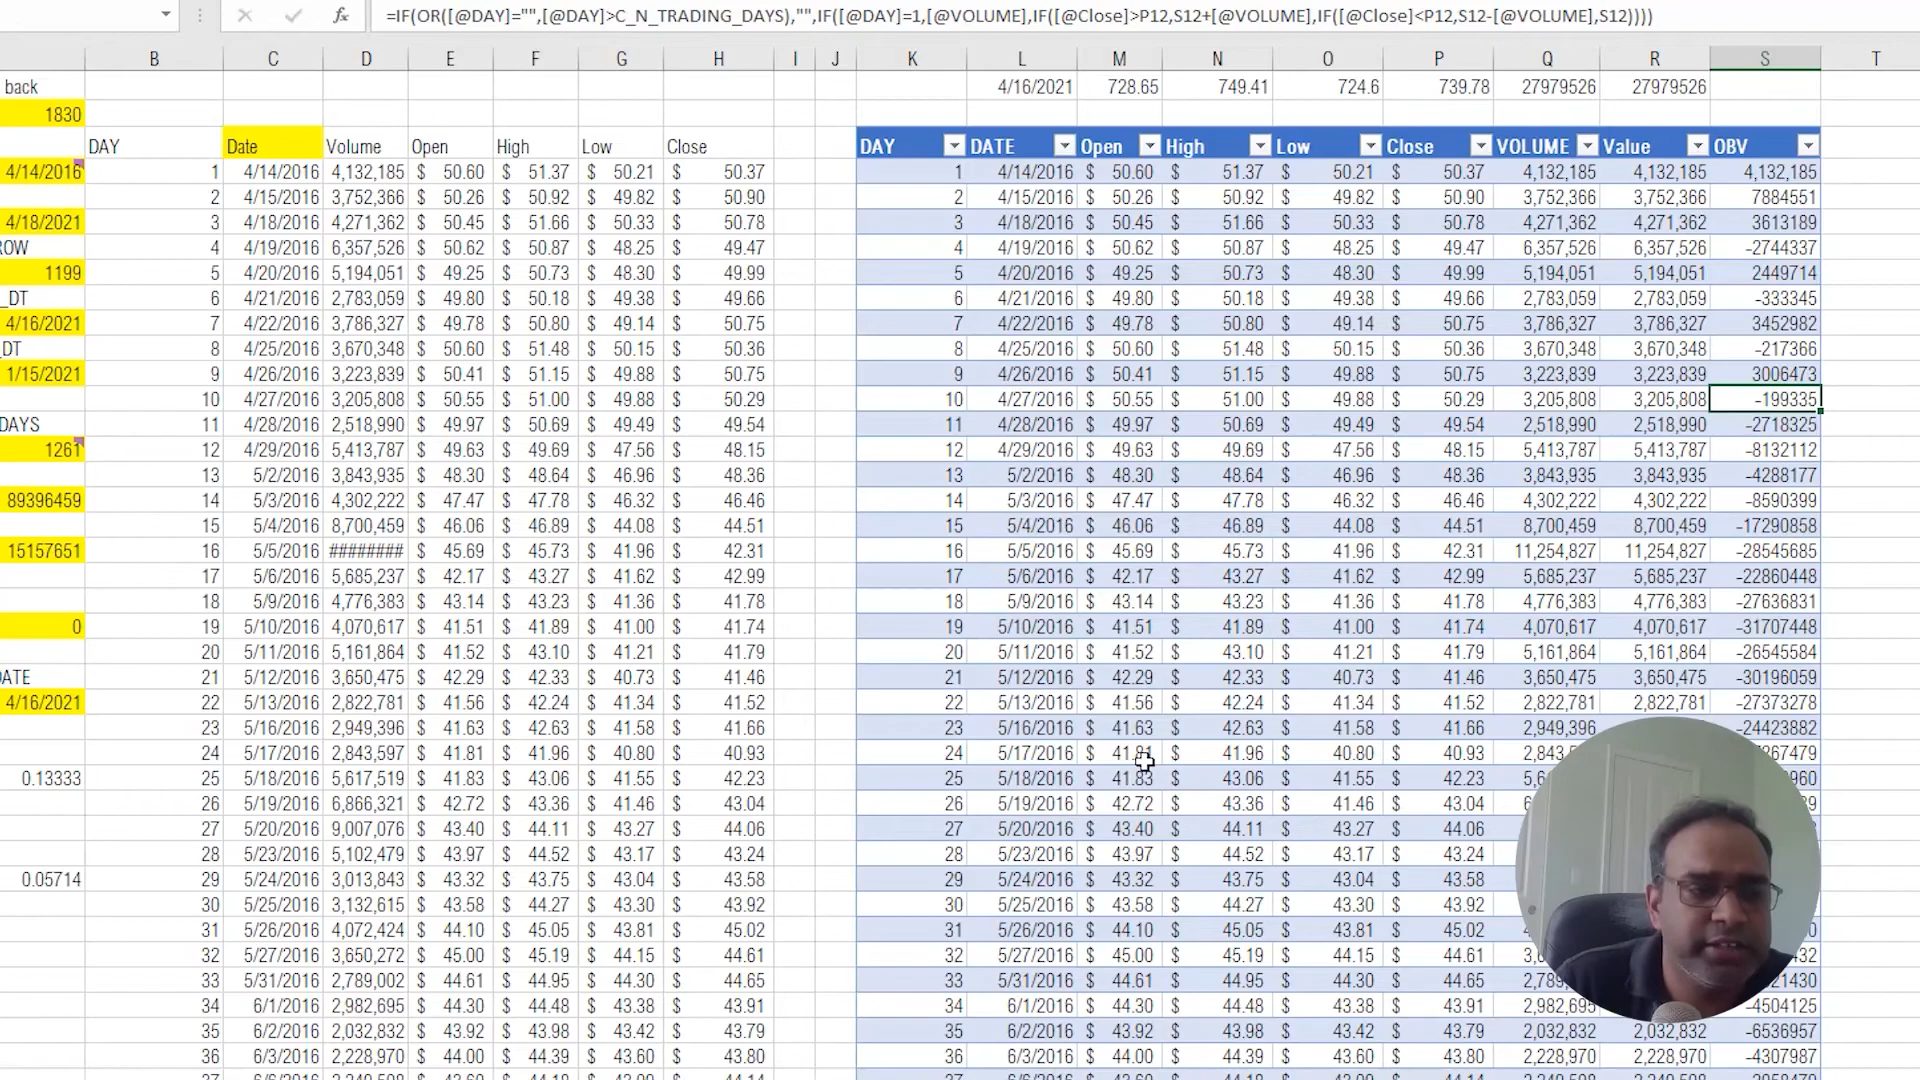 =IF(OR([@DAY]="",[@DAY]>C_N_TRADING_DAYS),"",IF([@DAY]=1,[@VOLUME],IF([@Close]>P12,S12+[@VOLUME],IF([@Close]<P12,S12-[@VOLUME],S12))))
B C D E F G H I J K L M N O P Q R S T
back 4/16/2021 728.65 749.41 724.6 739.78 27979526 27979526
1830
DAY Date Volume Open High Low Close DAY DATE Open High Low Close VOLUME Value OBV
4/14/2016 1 4/14/2016 4,132,185 $ 50.60 $ 51.37 $ 50.21 $ 50.37 1 4/14/2016 $ 50.60 $ 51.37 $ 50.21 $ 50.37 4,132,185 4,132,185 4,132,185
2 4/15/2016 3,752,366 $ 50.26 $ 50.92 $ 49.82 $ 50.90 2 4/15/2016 $ 50.26 $ 50.92 $ 49.82 $ 50.90 3,752,366 3,752,366 7884551
4/18/2021 3 4/18/2016 4,271,362 $ 50.45 $ 51.66 $ 50.33 $ 50.78 3 4/18/2016 $ 50.45 $ 51.66 $ 50.33 $ 50.78 4,271,362 4,271,362 3613189
ROW 4 4/19/2016 6,357,526 $ 50.62 $ 50.87 $ 48.25 $ 49.47 4 4/19/2016 $ 50.62 $ 50.87 $ 48.25 $ 49.47 6,357,526 6,357,526 -2744337
1199 5 4/20/2016 5,194,051 $ 49.25 $ 50.73 $ 48.30 $ 49.99 5 4/20/2016 $ 49.25 $ 50.73 $ 48.30 $ 49.99 5,194,051 5,194,051 2449714
_DT 6 4/21/2016 2,783,059 $ 49.80 $ 50.18 $ 49.38 $ 49.66 6 4/21/2016 $ 49.80 $ 50.18 $ 49.38 $ 49.66 2,783,059 2,783,059 -333345
4/16/2021 7 4/22/2016 3,786,327 $ 49.78 $ 50.80 $ 49.14 $ 50.75 7 4/22/2016 $ 49.78 $ 50.80 $ 49.14 $ 50.75 3,786,327 3,786,327 3452982
_DT 8 4/25/2016 3,670,348 $ 50.60 $ 51.48 $ 50.15 $ 50.36 8 4/25/2016 $ 50.60 $ 51.48 $ 50.15 $ 50.36 3,670,348 3,670,348 -217366
1/15/2021 9 4/26/2016 3,223,839 $ 50.41 $ 51.15 $ 49.88 $ 50.75 9 4/26/2016 $ 50.41 $ 51.15 $ 49.88 $ 50.75 3,223,839 3,223,839 3006473
10 4/27/2016 3,205,808 $ 50.55 $ 51.00 $ 49.88 $ 50.29 10 4/27/2016 $ 50.55 $ 51.00 $ 49.88 $ 50.29 3,205,808 3,205,808 -199335
DAYS 11 4/28/2016 2,518,990 $ 49.97 $ 50.69 $ 49.49 $ 49.54 11 4/28/2016 $ 49.97 $ 50.69 $ 49.49 $ 49.54 2,518,990 2,518,990 -2718325
1261 12 4/29/2016 5,413,787 $ 49.63 $ 49.69 $ 47.56 $ 48.15 12 4/29/2016 $ 49.63 $ 49.69 $ 47.56 $ 48.15 5,413,787 5,413,787 -8132112
13 5/2/2016 3,843,935 $ 48.30 $ 48.64 $ 46.96 $ 48.36 13 5/2/2016 $ 48.30 $ 48.64 $ 46.96 $ 48.36 3,843,935 3,843,935 -4288177
89396459 14 5/3/2016 4,302,222 $ 47.47 $ 47.78 $ 46.32 $ 46.46 14 5/3/2016 $ 47.47 $ 47.78 $ 46.32 $ 46.46 4,302,222 4,302,222 -8590399
15 5/4/2016 8,700,459 $ 46.06 $ 46.89 $ 44.08 $ 44.51 15 5/4/2016 $ 46.06 $ 46.89 $ 44.08 $ 44.51 8,700,459 8,700,459 -17290858
15157651 16 5/5/2016 ######## $ 45.69 $ 45.73 $ 41.96 $ 42.31 16 5/5/2016 $ 45.69 $ 45.73 $ 41.96 $ 42.31 11,254,827 11,254,827 -28545685
17 5/6/2016 5,685,237 $ 42.17 $ 43.27 $ 41.62 $ 42.99 17 5/6/2016 $ 42.17 $ 43.27 $ 41.62 $ 42.99 5,685,237 5,685,237 -22860448
18 5/9/2016 4,776,383 $ 43.14 $ 43.23 $ 41.36 $ 41.78 18 5/9/2016 $ 43.14 $ 43.23 $ 41.36 $ 41.78 4,776,383 4,776,383 -27636831
0 19 5/10/2016 4,070,617 $ 41.51 $ 41.89 $ 41.00 $ 41.74 19 5/10/2016 $ 41.51 $ 41.89 $ 41.00 $ 41.74 4,070,617 4,070,617 -31707448
20 5/11/2016 5,161,864 $ 41.52 $ 43.10 $ 41.21 $ 41.79 20 5/11/2016 $ 41.52 $ 43.10 $ 41.21 $ 41.79 5,161,864 5,161,864 -26545584
DATE 21 5/12/2016 3,650,475 $ 42.29 $ 42.33 $ 40.73 $ 41.46 21 5/12/2016 $ 42.29 $ 42.33 $ 40.73 $ 41.46 3,650,475 3,650,475 -30196059
4/16/2021 22 5/13/2016 2,822,781 $ 41.56 $ 42.24 $ 41.34 $ 41.52 22 5/13/2016 $ 41.56 $ 42.24 $ 41.34 $ 41.52 2,822,781 2,822,781 -27373278
23 5/16/2016 2,949,396 $ 41.63 $ 42.63 $ 41.58 $ 41.66 23 5/16/2016 $ 41.63 $ 42.63 $ 41.58 $ 41.66 2,949,396 2,949,396 -24423882
24 5/17/2016 2,843,597 $ 41.81 $ 41.96 $ 40.80 $ 40.93 24 5/17/2016 $ 41.81 $ 41.96 $ 40.80 $ 40.93
0.13333 25 5/18/2016 5,617,519 $ 41.83 $ 43.06 $ 41.55 $ 42.23 25 5/18/2016 $ 41.83 $ 43.06 $ 41.55 $ 42.23
26 5/19/2016 6,866,321 $ 42.72 $ 43.36 $ 41.46 $ 43.04 26 5/19/2016 $ 42.72 $ 43.36 $ 41.46 $ 43.04
27 5/20/2016 9,007,076 $ 43.40 $ 44.11 $ 43.27 $ 44.06 27 5/20/2016 $ 43.40 $ 44.11 $ 43.27 $ 44.06
28 5/23/2016 5,102,479 $ 43.97 $ 44.52 $ 43.17 $ 43.24 28 5/23/2016 $ 43.97 $ 44.52 $ 43.17 $ 43.24
0.05714 29 5/24/2016 3,013,843 $ 43.32 $ 43.75 $ 43.04 $ 43.58 29 5/24/2016 $ 43.32 $ 43.75 $ 43.04 $ 43.58
30 5/25/2016 3,132,615 $ 43.58 $ 44.27 $ 43.30 $ 43.92 30 5/25/2016 $ 43.58 $ 44.27 $ 43.30 $ 43.92
31 5/26/2016 4,072,424 $ 44.10 $ 45.05 $ 43.81 $ 45.02 31 5/26/2016 $ 44.10 $ 45.05 $ 43.81 $ 45.02
32 5/27/2016 3,650,272 $ 45.00 $ 45.19 $ 44.15 $ 44.61 32 5/27/2016 $ 45.00 $ 45.19 $ 44.15 $ 44.61
33 5/31/2016 2,789,002 $ 44.61 $ 44.95 $ 44.30 $ 44.65 33 5/31/2016 $ 44.61 $ 44.95 $ 44.30 $ 44.65
34 6/1/2016 2,982,695 $ 44.30 $ 44.48 $ 43.38 $ 43.91 34 6/1/2016 $ 44.30 $ 44.48 $ 43.38 $ 43.91 2,982,695 -4504125
35 6/2/2016 2,032,832 $ 43.92 $ 43.98 $ 43.42 $ 43.79 35 6/2/2016 $ 43.92 $ 43.98 $ 43.42 $ 43.79 2,032,832 2,032,832 -6536957
36 6/3/2016 2,228,970 $ 44.00 $ 44.39 $ 43.60 $ 43.80 36 6/3/2016 $ 44.00 $ 44.39 $ 43.60 $ 43.80 2,228,970 2,228,970 -4307987